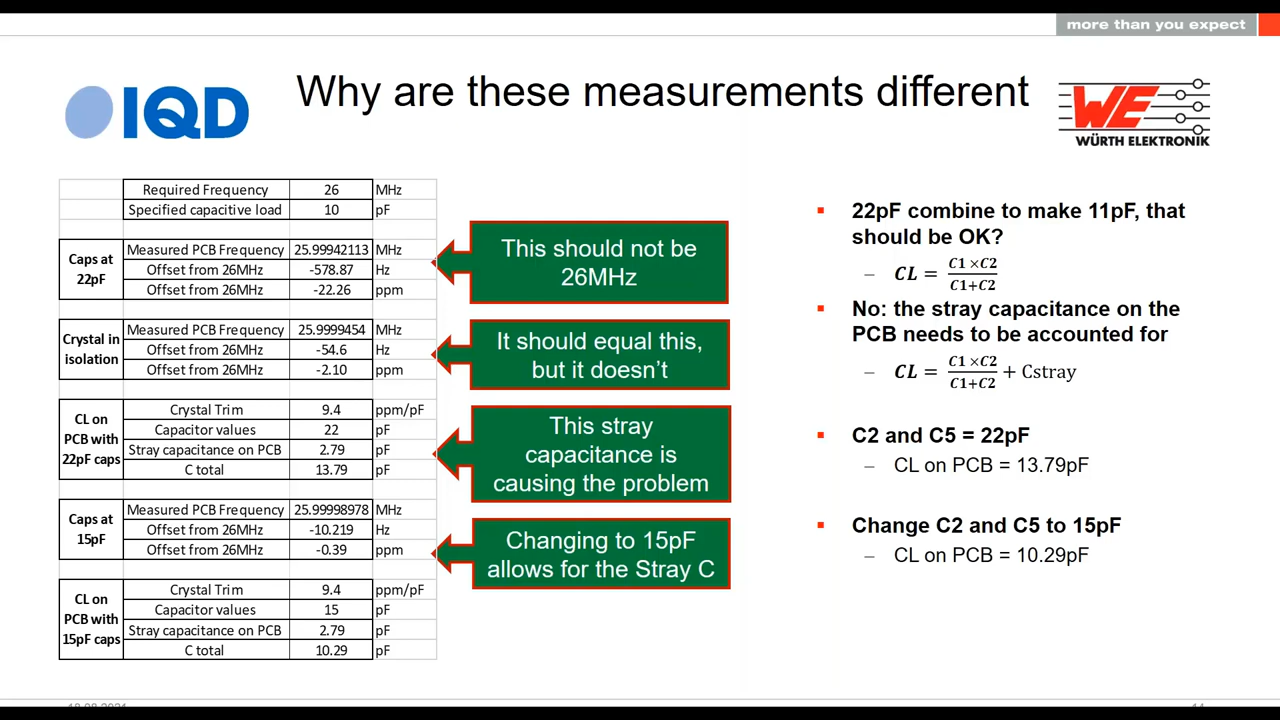 more than you expect
IQD
Why are these measurements different
WE
WÜRTH ELEKTRONIK
Required Frequency 26 MHz
Specified capacitive load 10 pF
Caps at 22pF
Measured PCB Frequency 25.99942113 MHz
Offset from 26MHz -578.87 Hz
Offset from 26MHz -22.26 ppm
Crystal in isolation
Measured PCB Frequency 25.9999454 MHz
Offset from 26MHz -54.6 Hz
Offset from 26MHz -2.10 ppm
CL on PCB with 22pF caps
Crystal Trim 9.4 ppm/pF
Capacitor values 22 pF
Stray capacitance on PCB 2.79 pF
C total 13.79 pF
Caps at 15pF
Measured PCB Frequency 25.99998978 MHz
Offset from 26MHz -10.219 Hz
Offset from 26MHz -0.39 ppm
CL on PCB with 15pF caps
Crystal Trim 9.4 ppm/pF
Capacitor values 15 pF
Stray capacitance on PCB 2.79 pF
C total 10.29 pF
This should not be
26MHz
It should equal this,
but it doesn't
This stray
capacitance is
causing the problem
Changing to 15pF
allows for the Stray C
▪ 22pF combine to make 11pF, that
should be OK?
– CL = C1×C2 / C1+C2
▪ No: the stray capacitance on the
PCB needs to be accounted for
– CL = C1×C2 / C1+C2 + Cstray
▪ C2 and C5 = 22pF
– CL on PCB = 13.79pF
▪ Change C2 and C5 to 15pF
– CL on PCB = 10.29pF